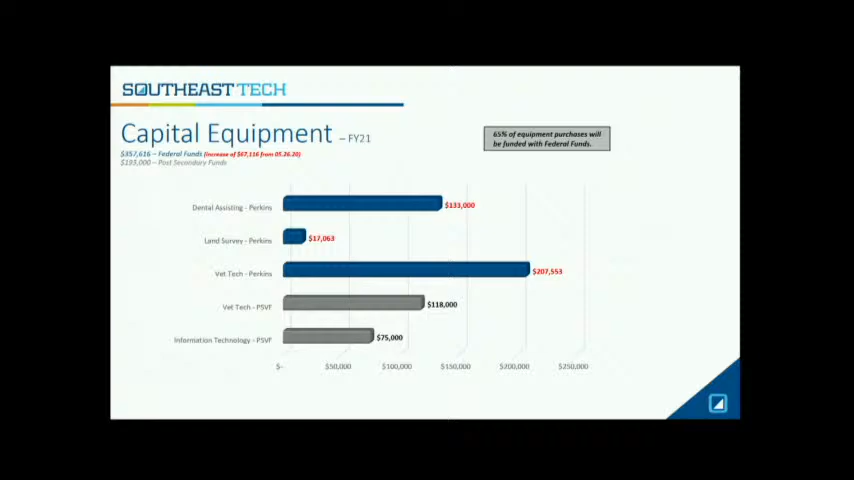 SOUTHEAST TECH
Capital Equipment – FY21
65% of equipment purchases will
be funded with Federal Funds.
$357,616 – Federal Funds (Increase of $67,116 from 05.26.20)
$193,000 – Post Secondary Funds
Dental Assisting - Perkins $133,000
Land Survey - Perkins $17,063
Vet Tech - Perkins $207,553
Vet Tech - PSVF $118,000
Information Technology - PSVF $75,000
$- $50,000 $100,000 $150,000 $200,000 $250,000